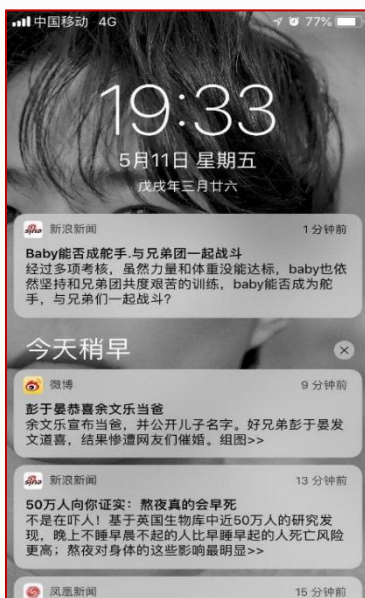 中国移动 4G 77%
19:33
5月11日 星期五
戊戌年三月廿六
新浪新闻 1分钟前
Baby能否成舵手.与兄弟团一起战斗
经过多项考核，虽然力量和体重没能达标，baby也依
然坚持和兄弟团共度艰苦的训练，baby能否成为舵
手，与兄弟们一起战斗？
今天稍早
微博 9分钟前
彭于晏恭喜余文乐当爸
余文乐宣布当爸，并公开儿子名字。好兄弟彭于晏发
文道喜，结果惨遭网友们催婚。组图>>
新浪新闻 13分钟前
50万人向你证实：熬夜真的会早死
不是在吓人！基于英国生物库中近50万人的研究发
现，晚上不睡早晨不起的人比早睡早起的人死亡风险
更高；熬夜对身体的这些影响最明显>>
凤凰新闻 15分钟前